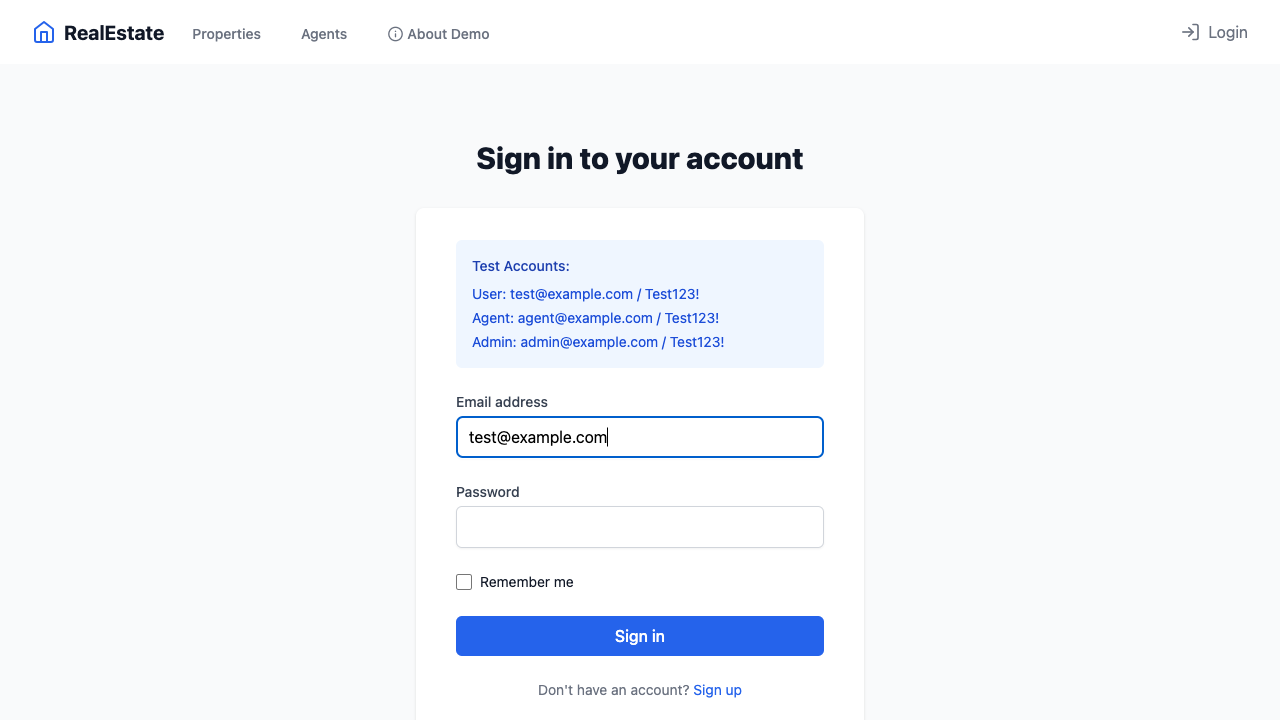 RealEstate Properties Agents About Demo Login
Sign in to your account
Test Accounts:
User: test@example.com / Test123!
Agent: agent@example.com / Test123!
Admin: admin@example.com / Test123!
Email address
test@example.com
Password
Remember me
Sign in
Don't have an account? Sign up